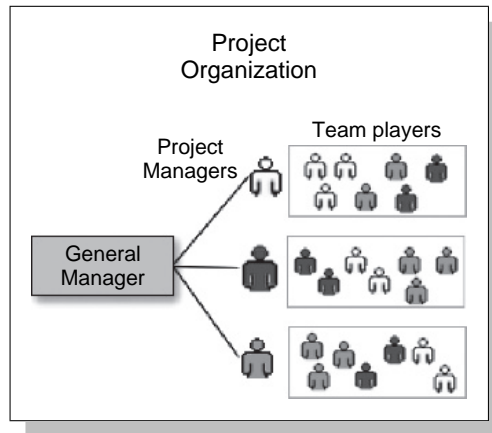 Project
Organization
Team players
Project
Managers
General
Manager